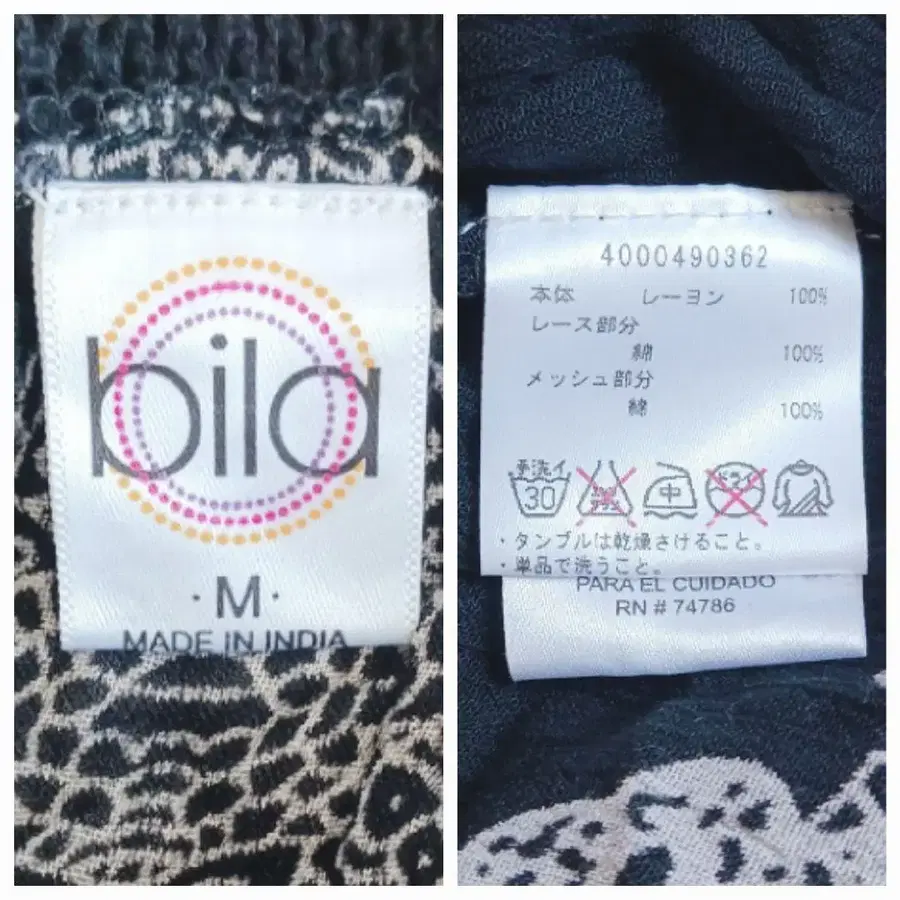 bila
· M ·
MADE IN INDIA
4000490362
本体 レーヨン 100%
レース部分
綿 100%
メッシュ部分
綿 100%
手洗イ
30
中
・タンブルは乾燥さけること。
・単品で洗うこと。
PARA EL CUIDADO
RN # 74786